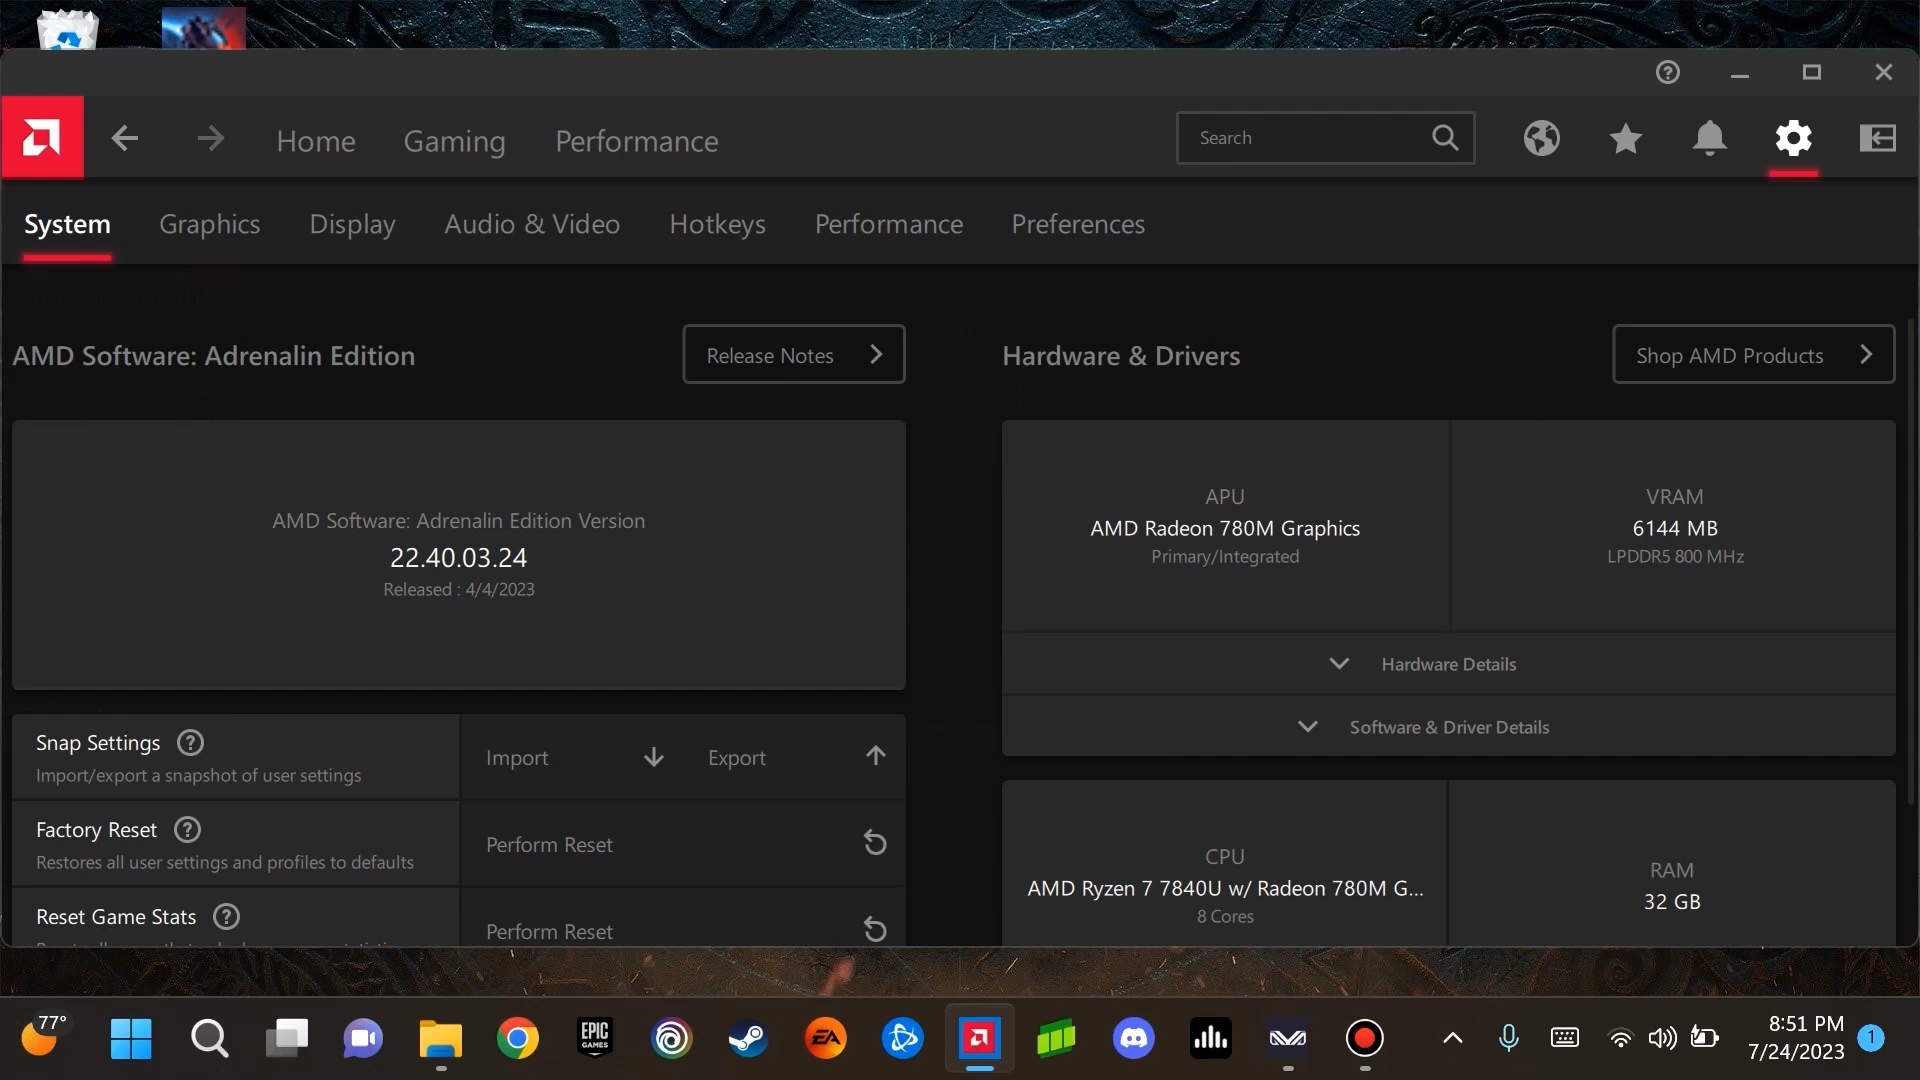 Home
Gaming
Performance
Search
System
Graphics
Display
Audio & Video
Hotkeys
Performance
Preferences
AMD Software: Adrenalin Edition
Release Notes
Hardware & Drivers
Shop AMD Products
AMD Software: Adrenalin Edition Version
22.40.03.24
Released : 4/4/2023
APU
AMD Radeon 780M Graphics
Primary/Integrated
VRAM
6144 MB
LPDDR5 800 MHz
Hardware Details
Software & Driver Details
Snap Settings
Import/export a snapshot of user settings
Import
Export
Factory Reset
Restores all user settings and profiles to defaults
Perform Reset
Reset Game Stats
Perform Reset
CPU
AMD Ryzen 7 7840U w/ Radeon 780M G...
8 Cores
RAM
32 GB
77°
EPIC
GAMES
EA
8:51 PM
7/24/2023
1